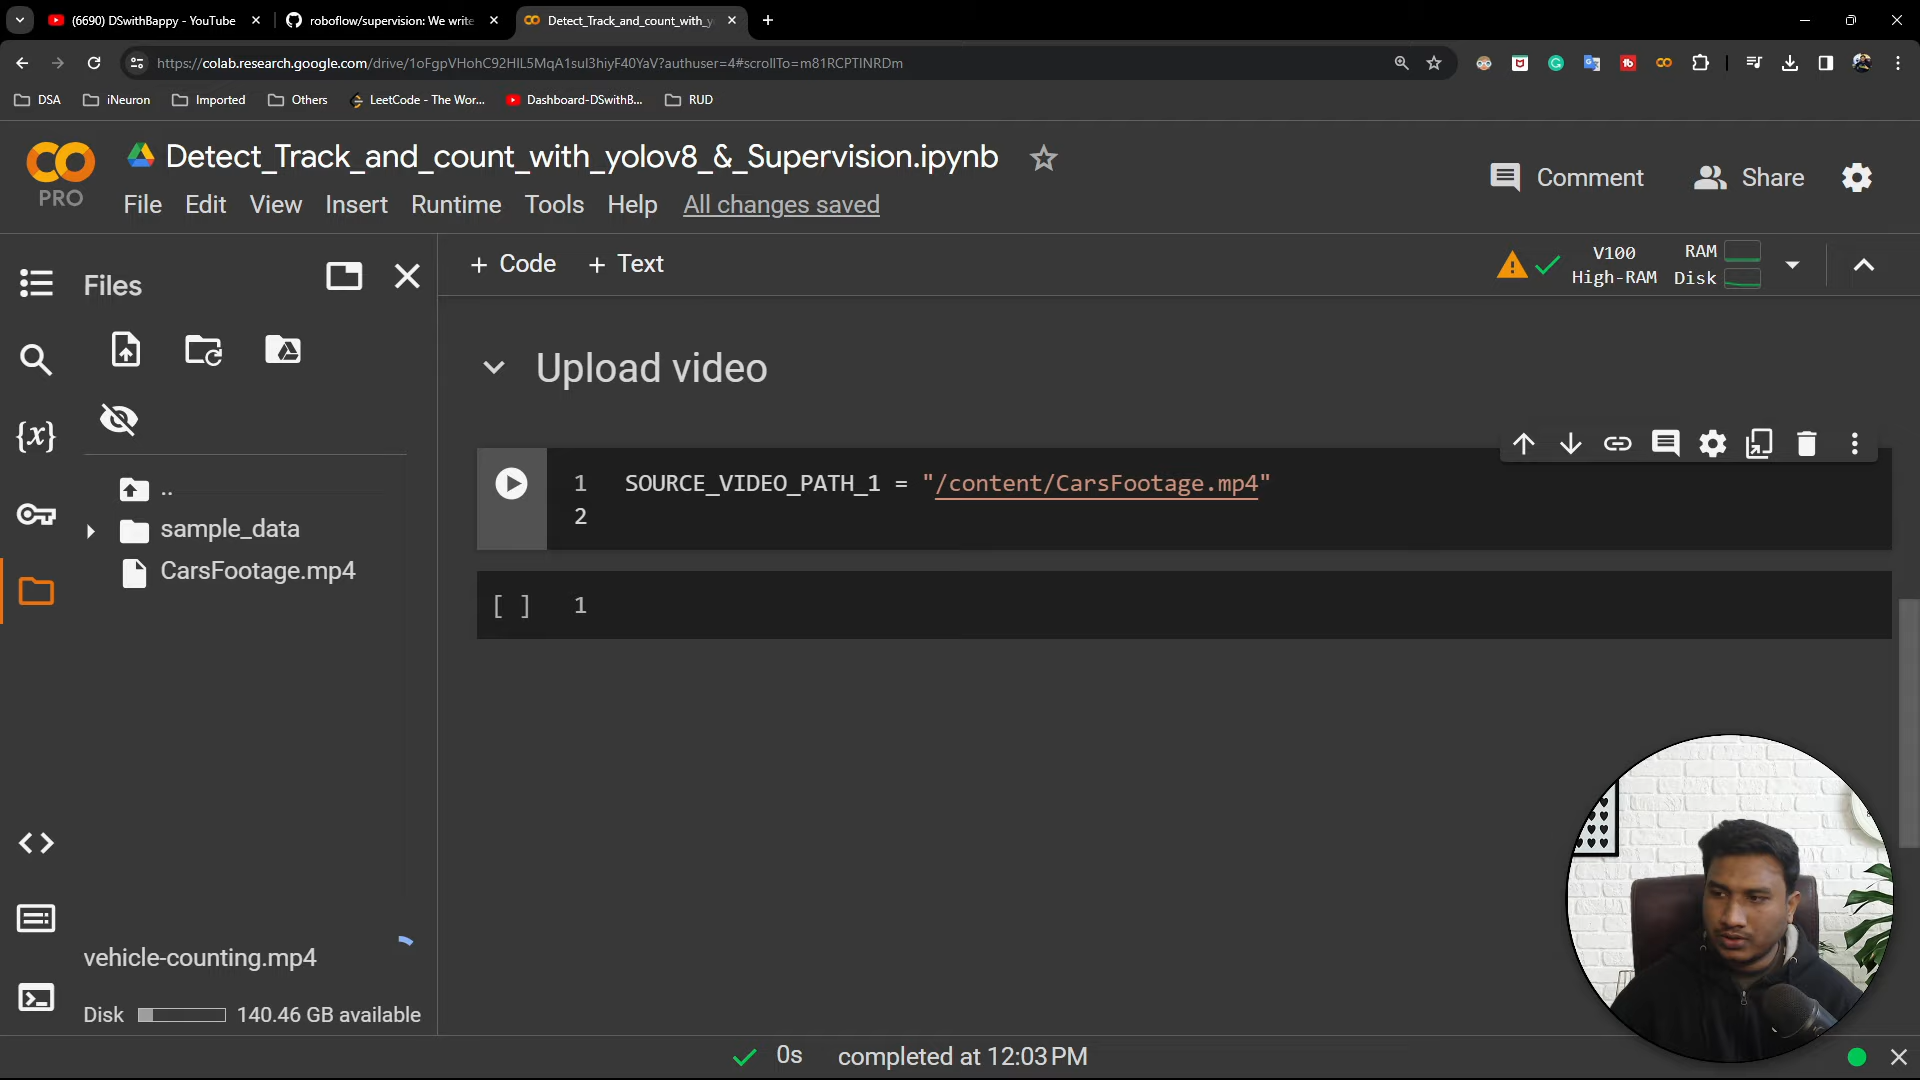 (6690) DSwithBappy - YouTube
roboflow/supervision: We write
Detect_Track_and_count_with_y
https://colab.research.google.com/drive/1oFgpVHohC92HIL5MqA1sul3hiyF40YaV?authuser=4#scrollTo=m81RCPTINRDm
DSA
iNeuron
Imported
Others
LeetCode - The Wor...
Dashboard-DSwithB...
RUD
PRO
Detect_Track_and_count_with_yolov8_&_Supervision.ipynb
File Edit View Insert Runtime Tools Help All changes saved
Comment
Share
Files
+ Code + Text
V100
High-RAM
RAM
Disk
{x}
Upload video
..
sample_data
CarsFootage.mp4
1 SOURCE_VIDEO_PATH_1 = "/content/CarsFootage.mp4"
2
[ ] 1
vehicle-counting.mp4
Disk 140.46 GB available
0s completed at 12:03 PM